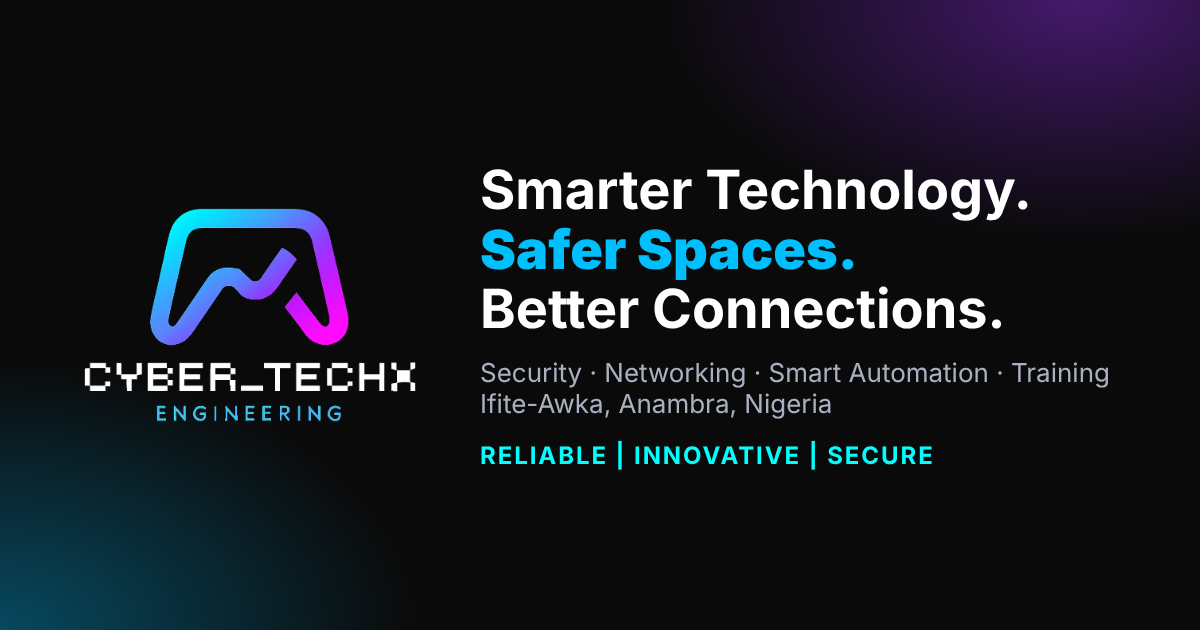 CYBER_TECHX
ENGINEERING
Smarter Technology.
Safer Spaces.
Better Connections.
Security · Networking · Smart Automation · Training
Ifite-Awka, Anambra, Nigeria
RELIABLE | INNOVATIVE | SECURE